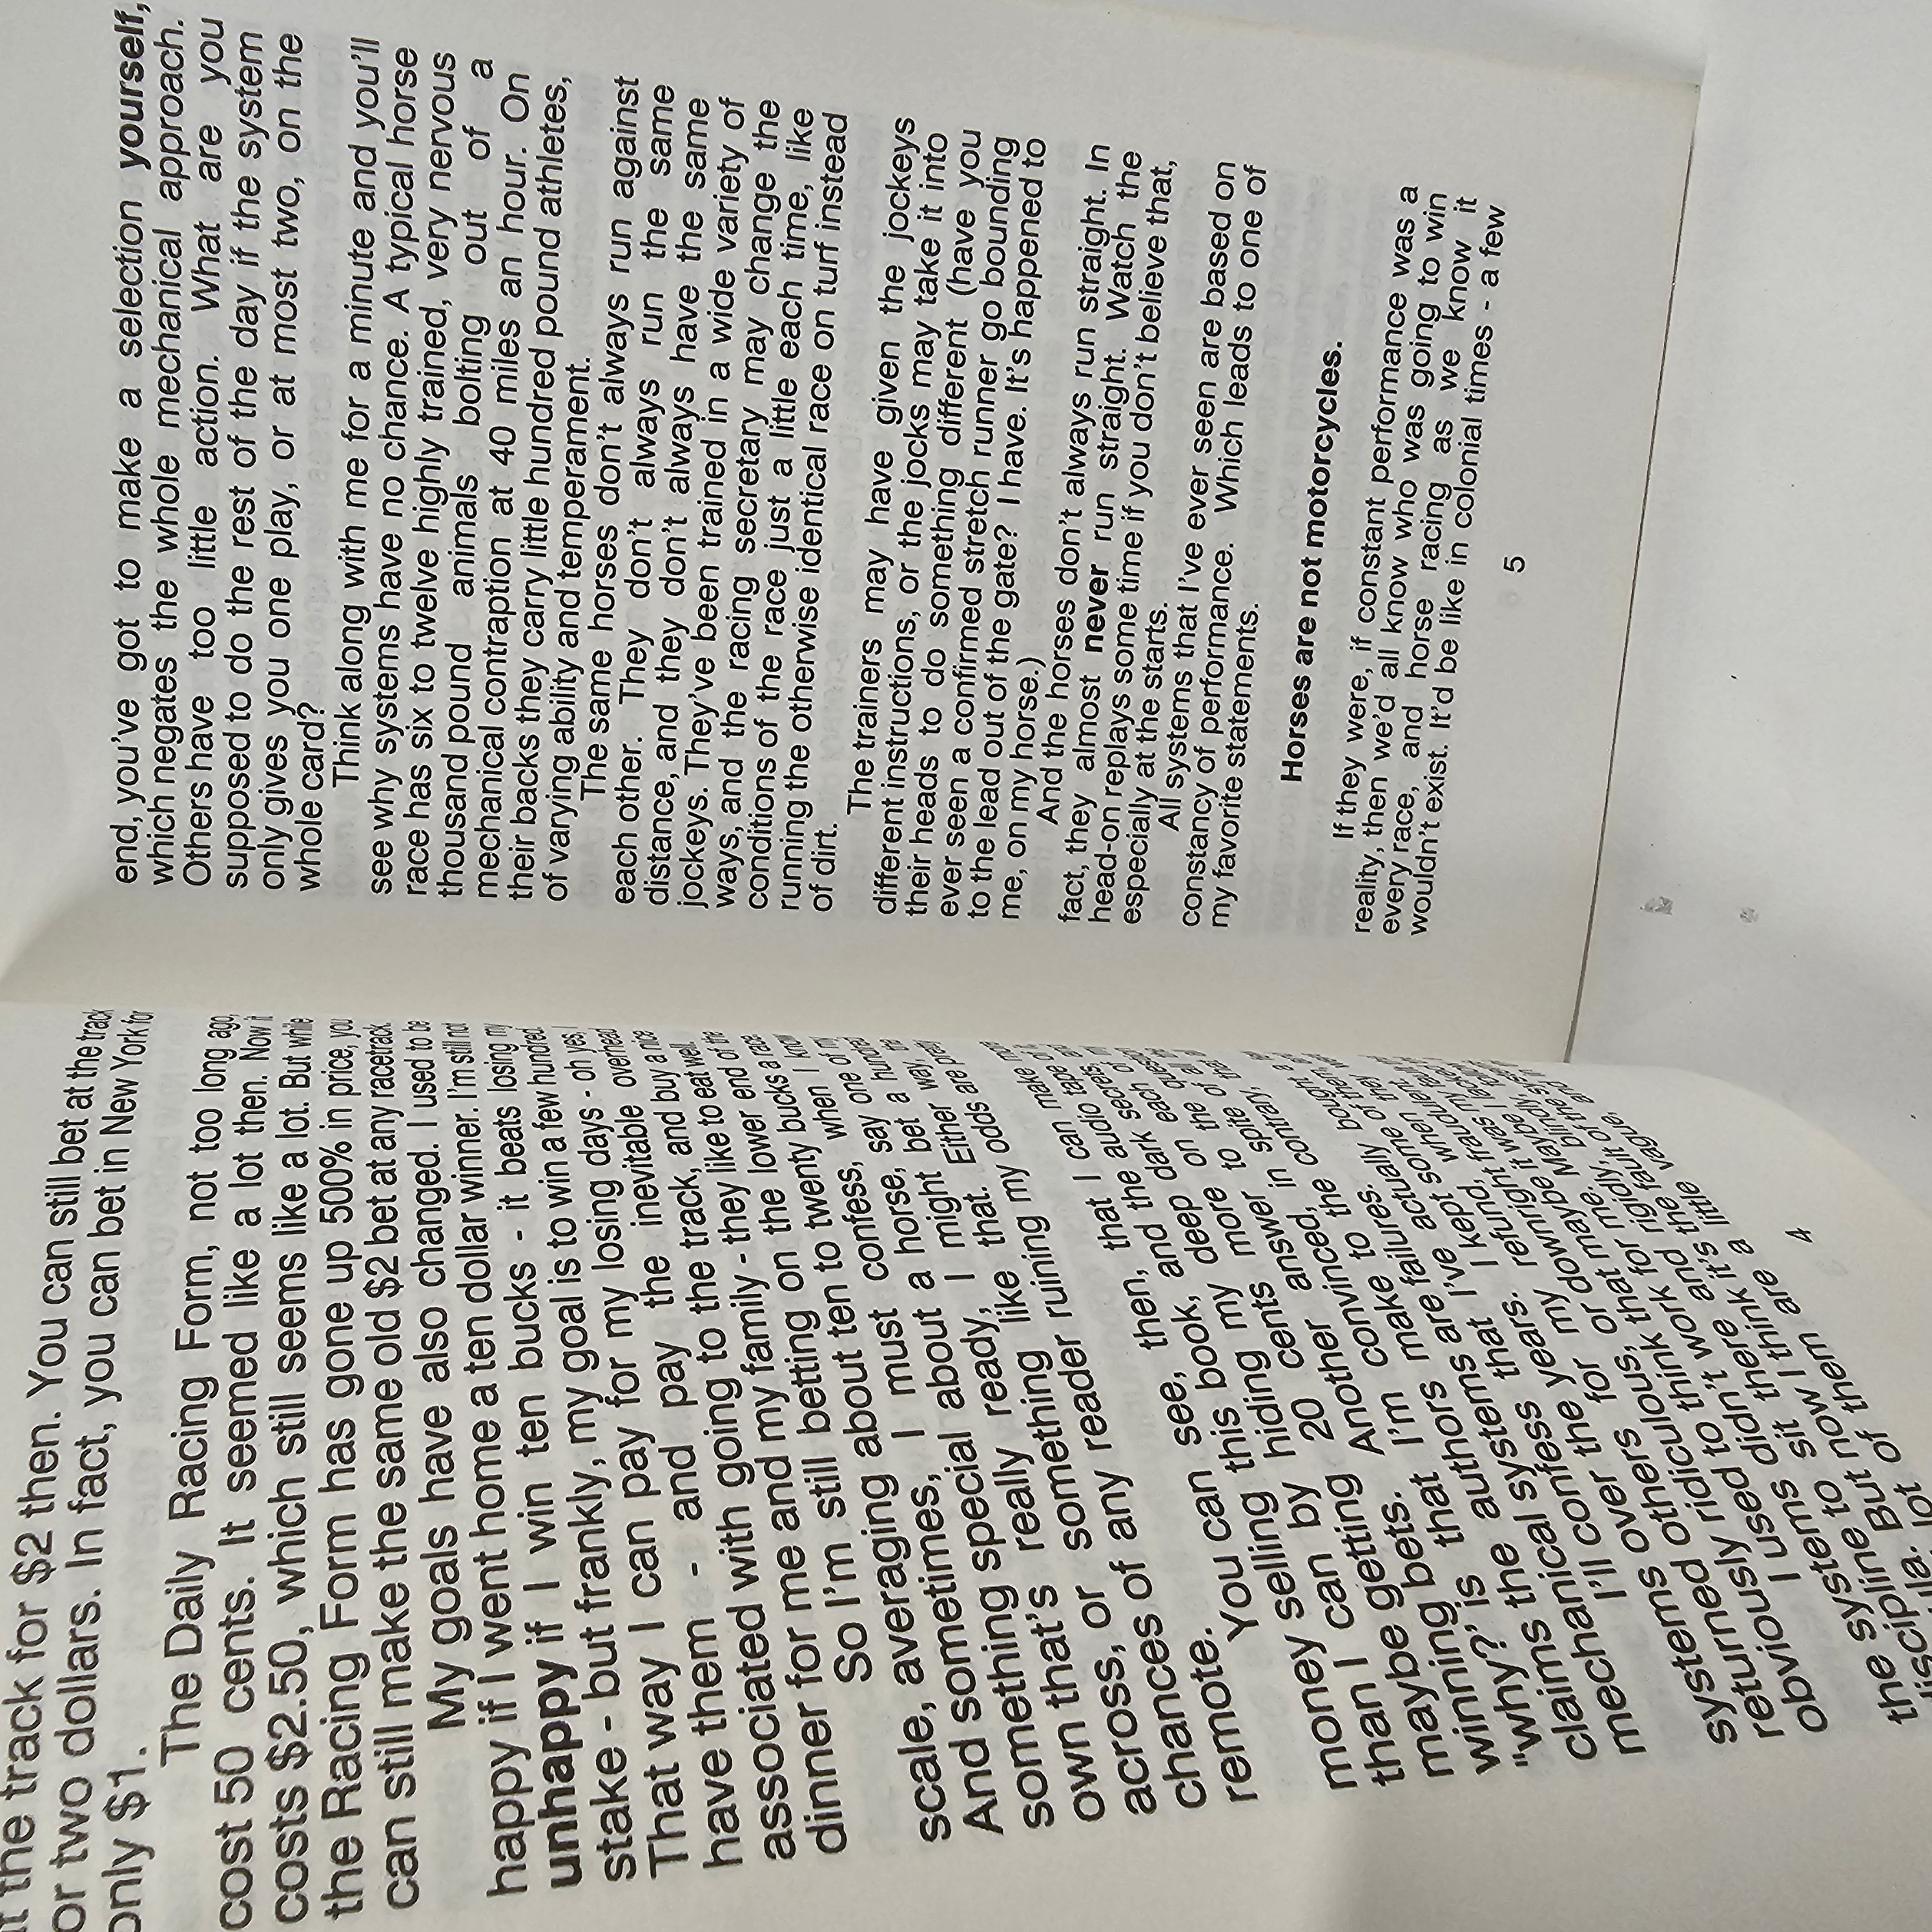 the track for $2 then. You can still bet at the track
or two dollars. In fact, you can bet in New York for
only $1.
The Daily Racing Form, not too long ago,
cost 50 cents. It seemed like a lot then. Now it
costs $2.50, which still seems like a lot. But while
the Racing Form has gone up 500% in price, you
can still make the same old $2 bet at any racetrack.
My goals have also changed. I used to be
happy if I went home a ten dollar winner. I'm still not
unhappy if I win ten bucks - it beats losing my
stake - but frankly, my goal is to win a few hundred.
That way I can pay for my losing days - oh yes, I
have them - and pay the inevitable overhead
associated with going to the track, and buy a nice
dinner for me and my family - they like to eat well.
So I'm still betting on the lower end of the
scale, averaging about ten to twenty bucks a race.
And sometimes, I must confess, when I know
something special about a horse, say one of my
own that's really ready, I might bet a hundred
across, or something like that. Either way, the
chances of any reader ruining my odds are pretty
remote.
You can see, then, that I can make more
money selling this book, and the audio tape of it,
than I can by hiding my deep dark secrets, and
maybe getting 20 cents more on each of my
winning bets. Another answer to the question
"why?' is that I'm convinced, in spite of all the
claims the authors make to the contrary, that all
mechanical systems are failures.
I'll confess that I've actually bought a few
systems over the years. I kept some of them, and
returned others for my refund, when they were
obviously ridiculous, or downright fraudulent.
I used to think that maybe it was my fault that
the systems didn't work for me. Maybe I lacked the
discipline to sit there and rigidly, blindly, follow
But now I think it's the fault of the system
lot of them are a little vague, and in
4
end, you've got to make a selection yourself,
which negates the whole mechanical approach.
Others have too little action. What are you
supposed to do the rest of the day if the system
only gives you one play, or at most two, on the
whole card?
Think along with me for a minute and you'll
see why systems have no chance. A typical horse
race has six to twelve highly trained, very nervous
thousand pound animals bolting out of a
mechanical contraption at 40 miles an hour. On
their backs they carry little hundred pound athletes,
of varying ability and temperament.
The same horses don't always run against
each other. They don't always run the same
distance, and they don't always have the same
jockeys. They've been trained in a wide variety of
ways, and the racing secretary may change the
conditions of the race just a little each time, like
running the otherwise identical race on turf instead
of dirt.
The trainers may have given the jockeys
different instructions, or the jocks may take it into
their heads to do something different (have you
ever seen a confirmed stretch runner go bounding
to the lead out of the gate? I have. It's happened to
me, on my horse.)
And the horses don't always run straight. In
fact, they almost never run straight. Watch the
head-on replays some time if you don't believe that,
especially at the starts.
All systems that I've ever seen are based on
constancy of performance. Which leads to one of
my favorite statements.
Horses are not motorcycles.
If they were, if constant performance was a
reality, then we'd all know who was going to win
every race, and horse racing as we know it
wouldn't exist. It'd be like in colonial times - a few
5